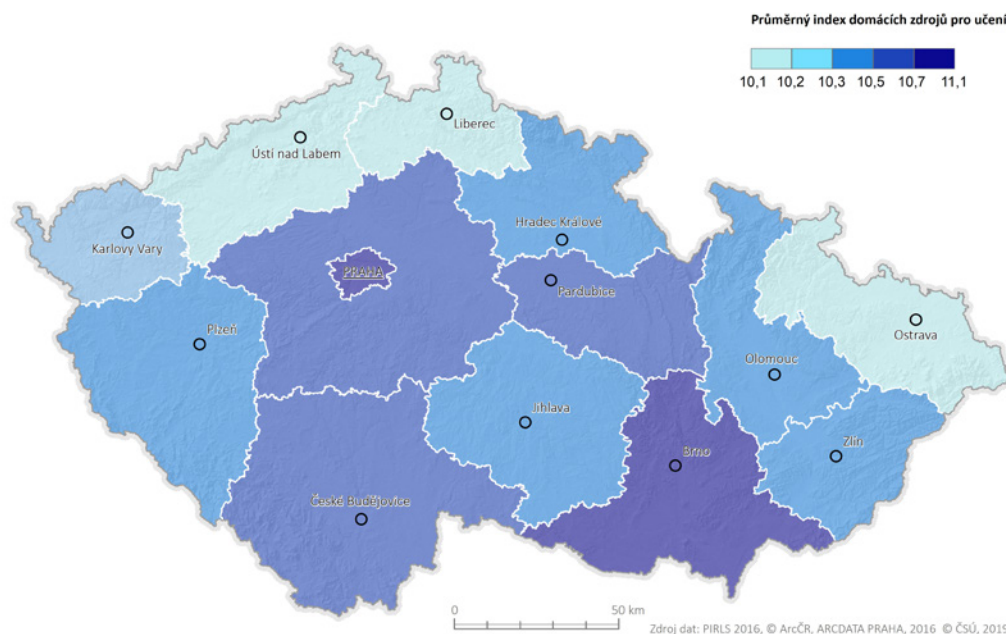 Průměrný index domácích zdrojů pro učení
10,1 10,2 10,3 10,5 10,7 11,1
Liberec
Ústí nad Labem
Hradec Králové
Karlovy Vary
PRAHA
Pardubice
Ostrava
Plzeň
Olomouc
Jihlava
Zlín
Brno
České Budějovice
0 50 km
Zdroj dat: PIRLS 2016, © ArcČR, ARCDATA PRAHA, 2016 © ČSÚ, 2019